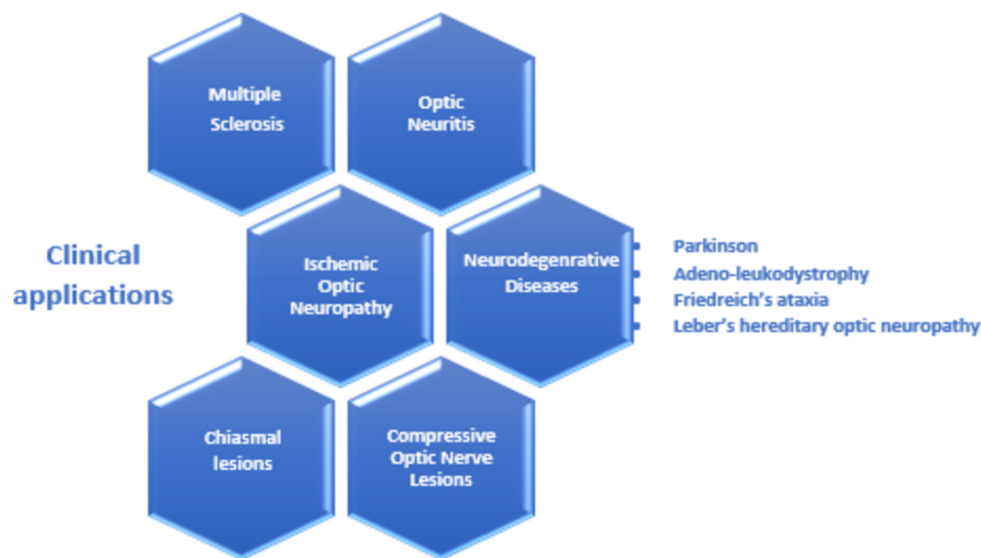 Multiple
Sclerosis
Optic
Neuritis
Clinical
applications
Ischemic
Optic
Neuropathy
Neurodegenrative
Diseases
Parkinson
Adeno-leukodystrophy
Friedreich's ataxia
Leber's hereditary optic neuropathy
Chiasmal
lesions
Compressive
Optic Nerve
Lesions